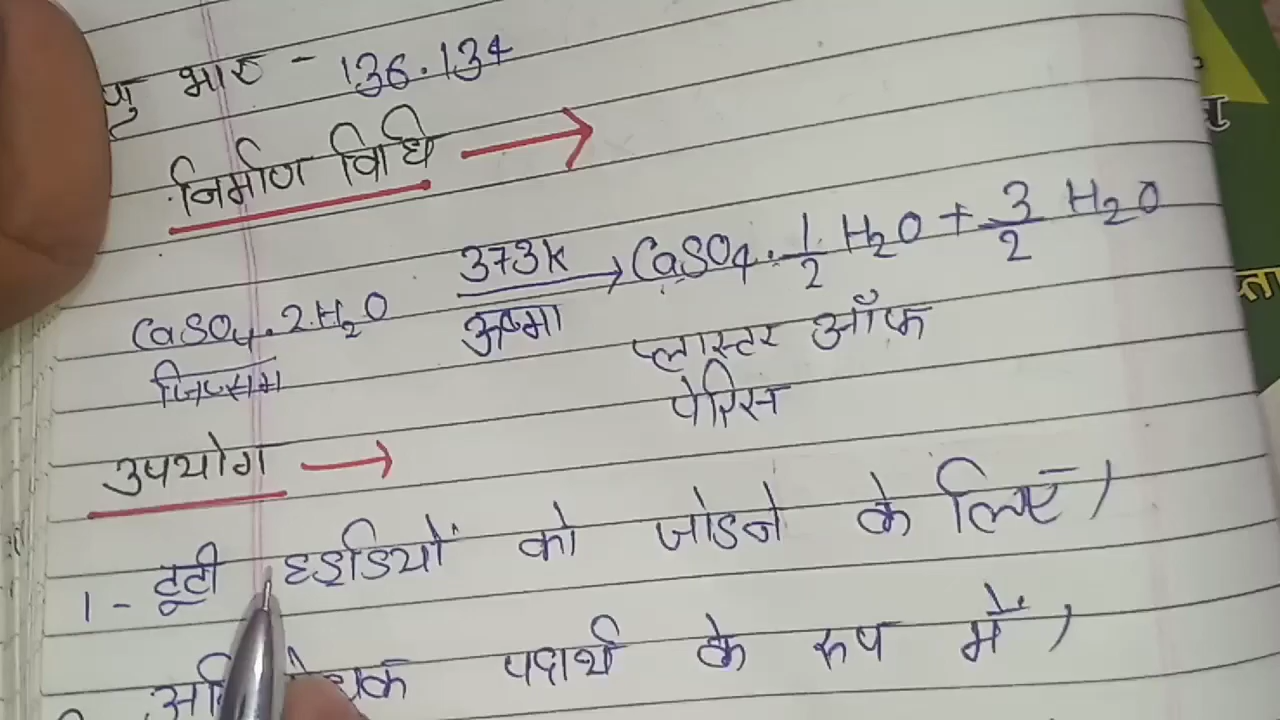 भार - 136.134
निर्माण विधि →
CaSO₄.2H₂O 373k → CaSO₄.1/2 H₂O + 3/2 H₂O
ऊष्मा
जिप्सम प्लास्टर ऑफ
पेरिस
उपयोग →
1 - टूटी हड्डियों को जोडने के लिए।
पदार्थ के रूप में।